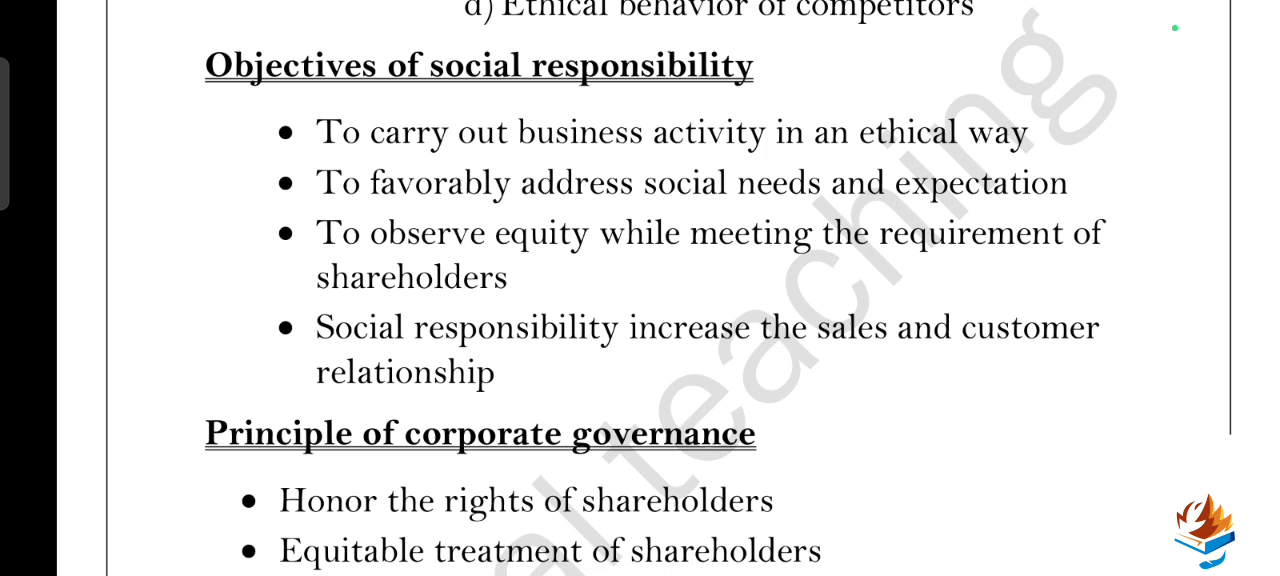 d) Ethical behavior of competitors
Objectives of social responsibility
• To carry out business activity in an ethical way
• To favorably address social needs and expectation
• To observe equity while meeting the requirement of
shareholders
• Social responsibility increase the sales and customer
relationship
Principle of corporate governance
• Honor the rights of shareholders
• Equitable treatment of shareholders
al teaching